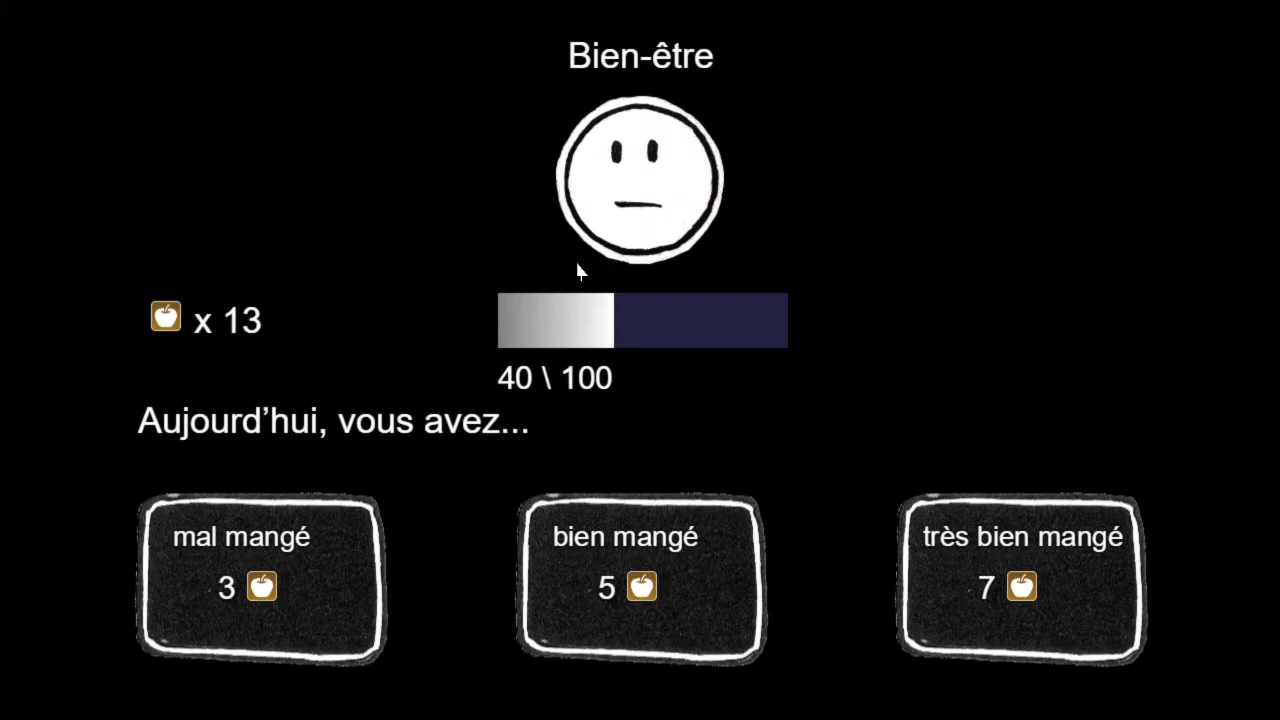 Bien-être
x 13
40 \ 100
Aujourd’hui, vous avez...
mal mangé
3
bien mangé
5
très bien mangé
7